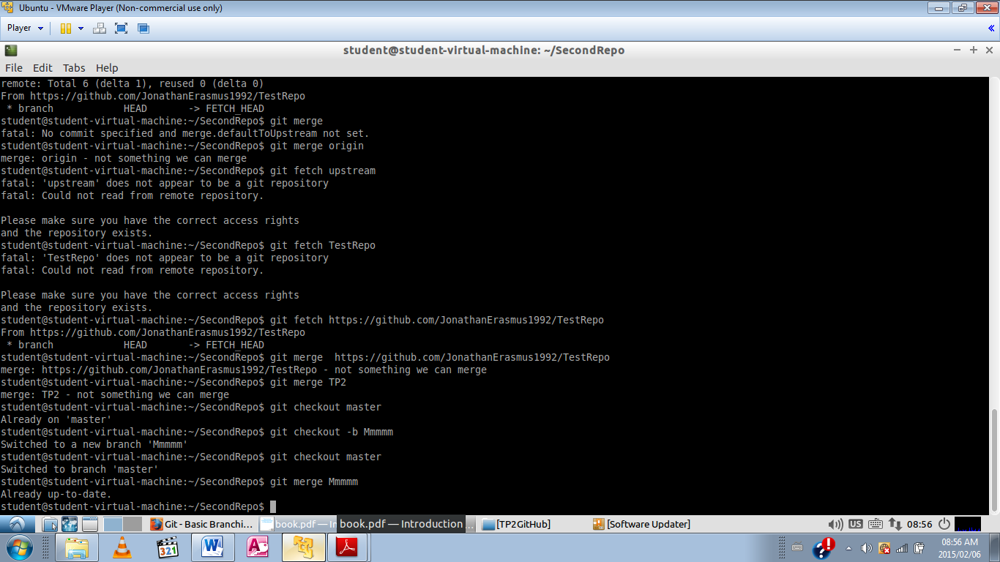 Ubuntu - VMware Player (Non-commercial use only)
Player
student@student-virtual-machine: ~/SecondRepo
File Edit Tabs Help
remote: Total 6 (delta 1), reused 0 (delta 0)
From https://github.com/JonathanErasmus1992/TestRepo
 * branch            HEAD       -> FETCH_HEAD
student@student-virtual-machine:~/SecondRepo$ git merge
fatal: No commit specified and merge.defaultToUpstream not set.
student@student-virtual-machine:~/SecondRepo$ git merge origin
merge: origin - not something we can merge
student@student-virtual-machine:~/SecondRepo$ git fetch upstream
fatal: 'upstream' does not appear to be a git repository
fatal: Could not read from remote repository.

Please make sure you have the correct access rights
and the repository exists.
student@student-virtual-machine:~/SecondRepo$ git fetch TestRepo
fatal: 'TestRepo' does not appear to be a git repository
fatal: Could not read from remote repository.

Please make sure you have the correct access rights
and the repository exists.
student@student-virtual-machine:~/SecondRepo$ git fetch https://github.com/JonathanErasmus1992/TestRepo
From https://github.com/JonathanErasmus1992/TestRepo
 * branch            HEAD       -> FETCH_HEAD
student@student-virtual-machine:~/SecondRepo$ git merge  https://github.com/JonathanErasmus1992/TestRepo
merge: https://github.com/JonathanErasmus1992/TestRepo - not something we can merge
student@student-virtual-machine:~/SecondRepo$ git merge TP2
merge: TP2 - not something we can merge
student@student-virtual-machine:~/SecondRepo$ git checkout master
Already on 'master'
student@student-virtual-machine:~/SecondRepo$ git checkout -b Mmmmm
Switched to a new branch 'Mmmmm'
student@student-virtual-machine:~/SecondRepo$ git checkout master
Switched to branch 'master'
student@student-virtual-machine:~/SecondRepo$ git merge Mmmmm
Already up-to-date.
student@student-virtual-machine:~/SecondRepo$
Git - Basic Branchi... book.pdf — In book.pdf — Introduction ... [TP2GitHub] [Software Updater] US 08:56
321 W A 08:56 AM
2015/02/06